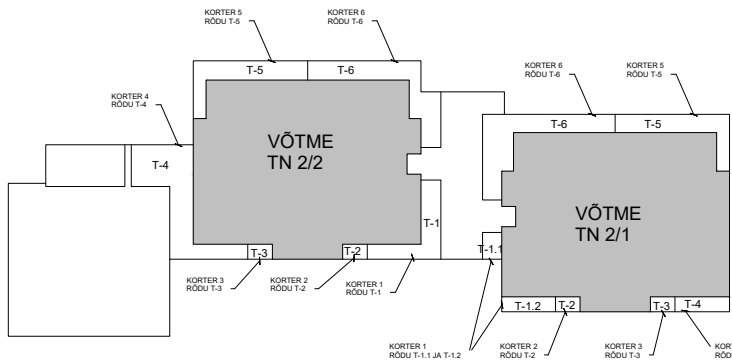 KORTER 5
RÕDU T-5
KORTER 6
RÕDU T-6
T-5
T-6
KORTER 4
RÕDU T-4
VÕTME
TN 2/2
T-4
T-1
T-3
T-2
KORTER 3
RÕDU T-3
KORTER 2
RÕDU T-2
KORTER 1
RÕDU T-1
KORTER 6
RÕDU T-6
KORTER 5
RÕDU T-5
T-6
T-5
VÕTME
TN 2/1
T-1.1
T-1.2
T-2
T-3
T-4
KORTER 1
RÕDU T-1.1 JA T-1.2
KORTER 2
RÕDU T-2
KORTER 3
RÕDU T-3